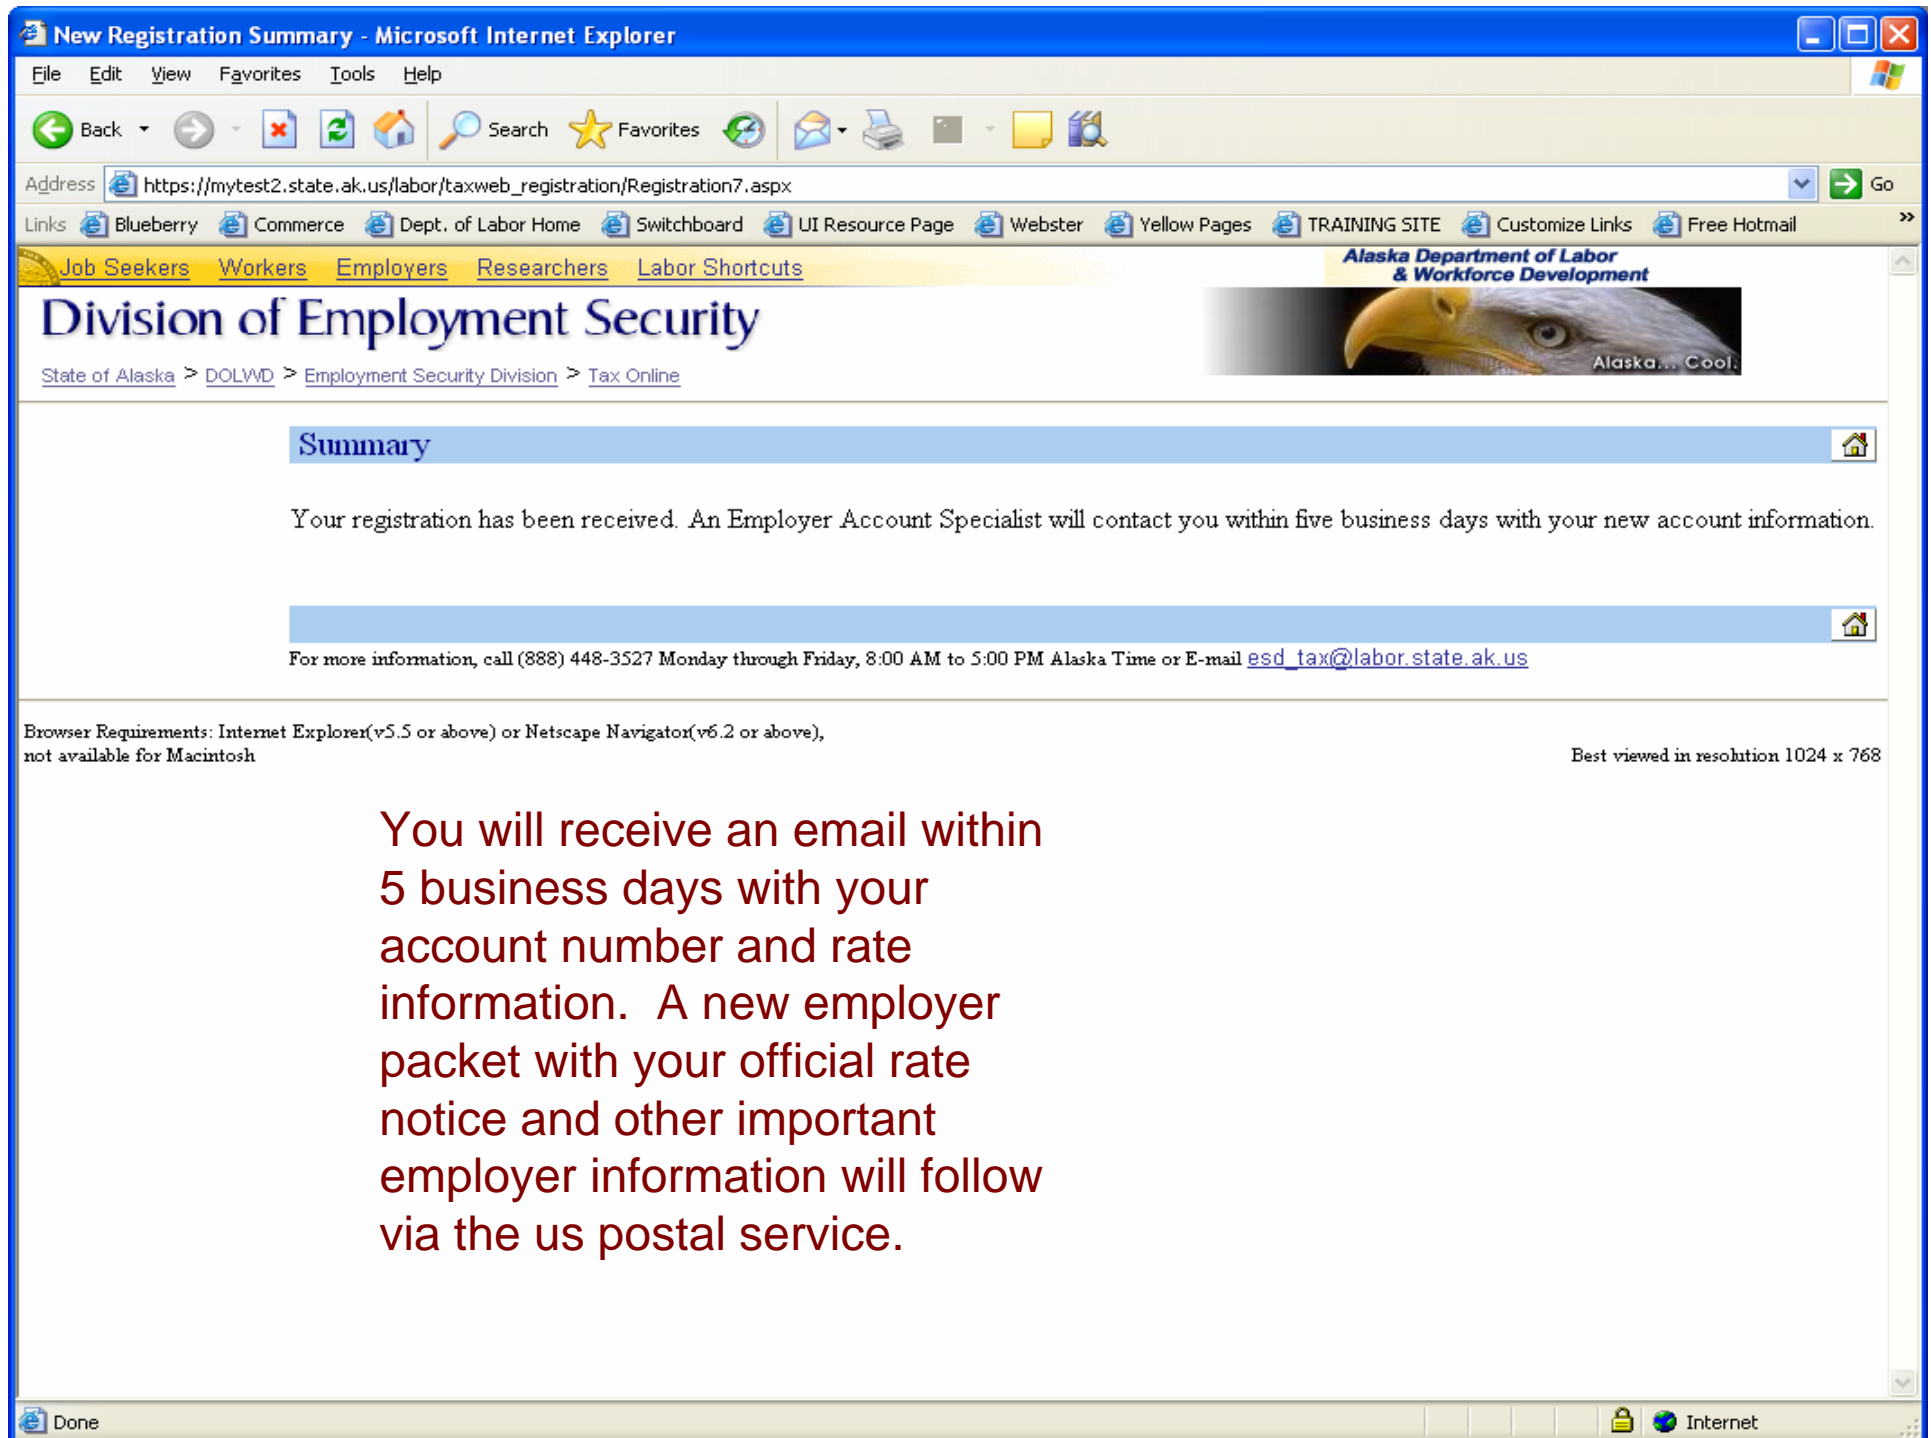 New Registration Summary - Microsoft Internet Explorer
File Edit View Favorites Tools Help
Back Search Favorites
Address https://mytest2.state.ak.us/labor/taxweb_registration/Registration7.aspx Go
Links Blueberry Commerce Dept. of Labor Home Switchboard UI Resource Page Webster Yellow Pages TRAINING SITE Customize Links Free Hotmail »
Job Seekers Workers Employers Researchers Labor Shortcuts
Alaska Department of Labor
& Workforce Development
Division of Employment Security
Alaska... Cool.
State of Alaska > DOLWD > Employment Security Division > Tax Online
Summary
Your registration has been received. An Employer Account Specialist will contact you within five business days with your new account information.
For more information, call (888) 448-3527 Monday through Friday, 8:00 AM to 5:00 PM Alaska Time or E-mail esd_tax@labor.state.ak.us
Browser Requirements: Internet Explorer(v5.5 or above) or Netscape Navigator(v6.2 or above),
not available for Macintosh
Best viewed in resolution 1024 x 768
You will receive an email within
5 business days with your
account number and rate
information.  A new employer
packet with your official rate
notice and other important
employer information will follow
via the us postal service.
Done Internet